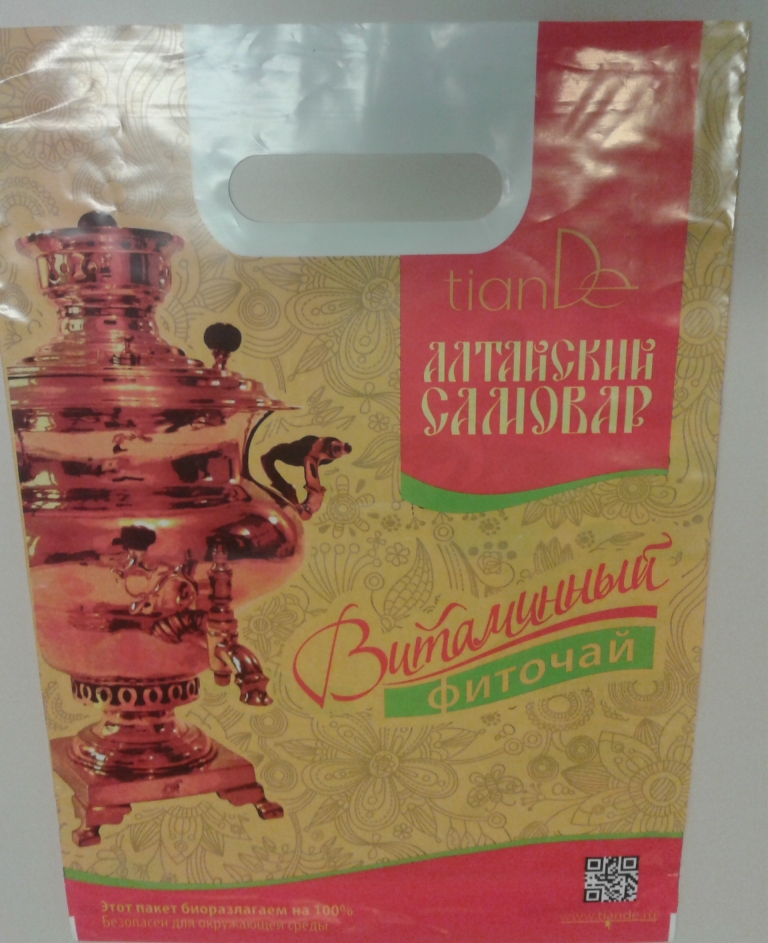 tianDe
АЛТАЙСКИЙ
САМОВАР
Витаминный
фиточай
Этот пакет биоразлагаем на 100%
Безопасен для окружающей среды
www.tiande.ru